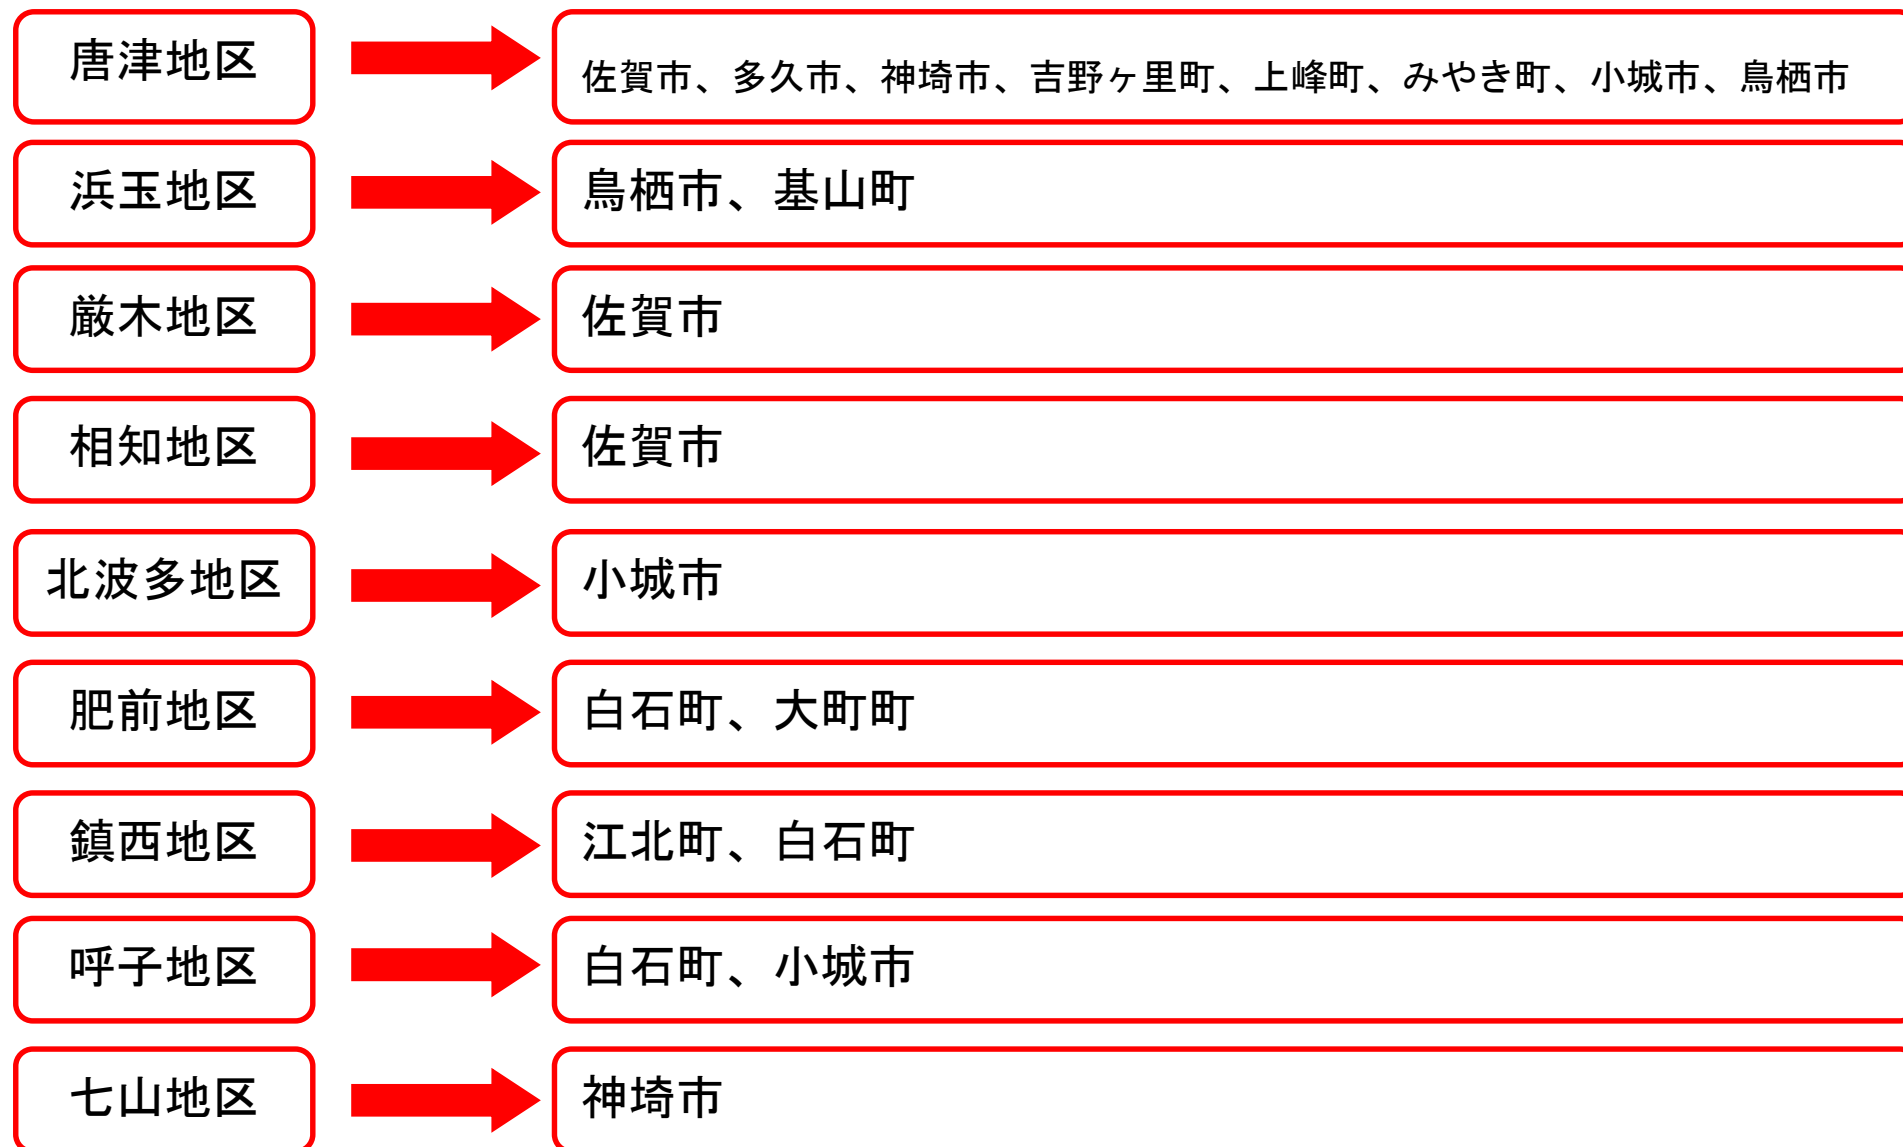 唐津地区
佐賀市、多久市、神埼市、吉野ヶ里町、上峰町、みやき町、小城市、鳥栖市
浜玉地区
鳥栖市、基山町
厳木地区
佐賀市
相知地区
佐賀市
北波多地区
小城市
肥前地区
白石町、大町町
鎮西地区
江北町、白石町
呼子地区
白石町、小城市
七山地区
神埼市